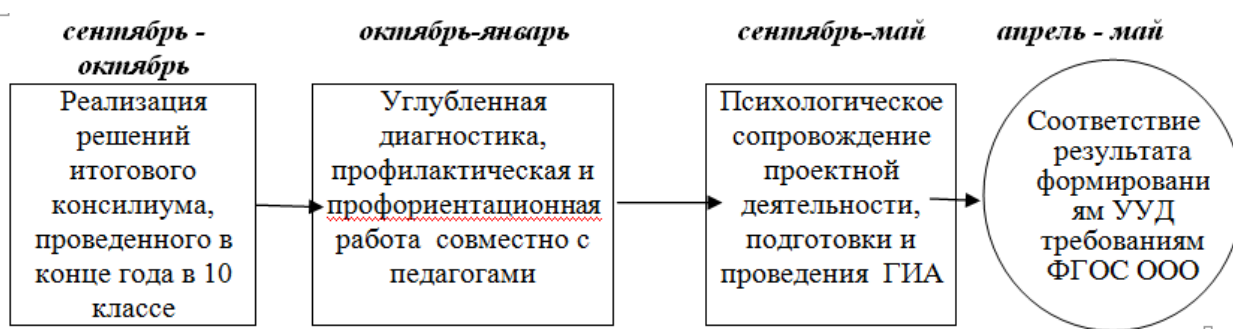 сентябрь -
октябрь
Реализация
решений
итогового
консилиума,
проведенного в
конце года в 10
классе
октябрь-январь
Углубленная
диагностика,
профилактическая и
профориентационная
работа совместно с
педагогами
сентябрь-май
Психологическое
сопровождение
проектной
деятельности,
подготовки и
проведения ГИА
апрель - май
Соответствие
результата
формировани
ям УУД
требованиям
ФГОС ООО